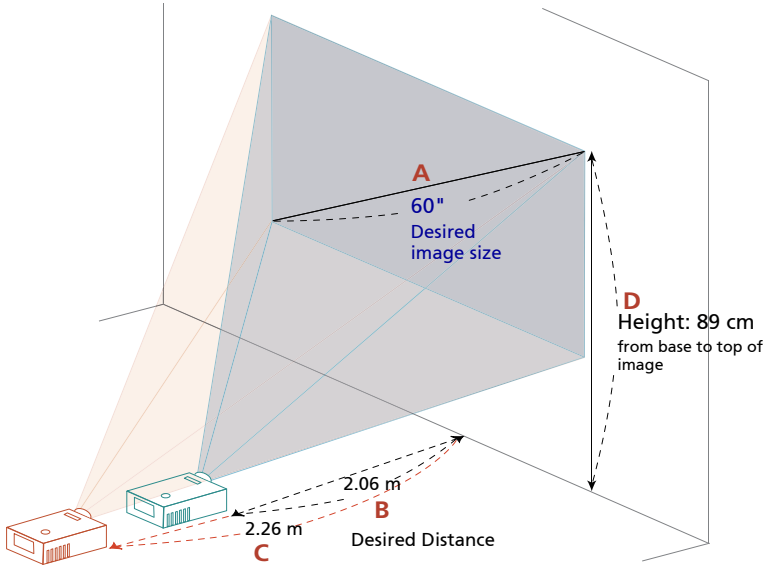 A
60"
Desired
image size
D
Height: 89 cm
from base to top of
image
2.06 m
B
2.26 m
C
Desired Distance